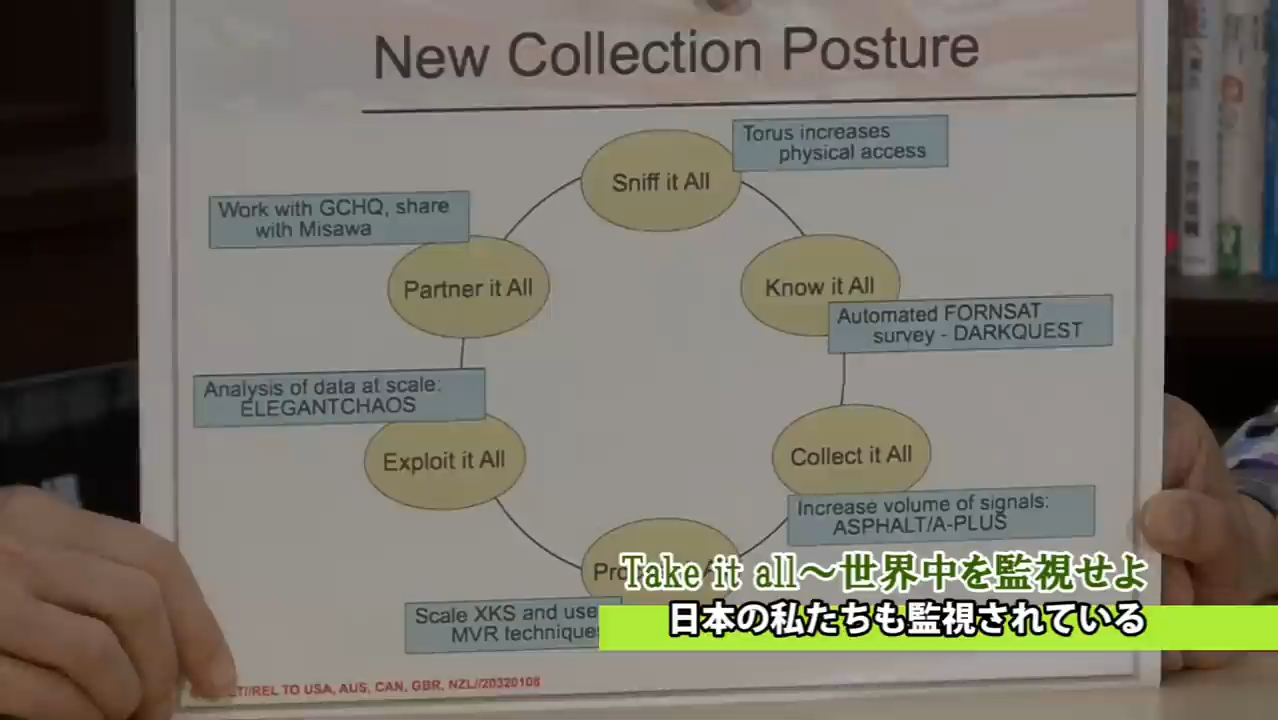 New Collection Posture
Torus increases
physical access
Sniff it All
Work with GCHQ, share
with Misawa
Partner it All
Know it All
Automated FORNSAT
survey - DARKQUEST
Analysis of data at scale:
ELEGANTCHAOS
Exploit it All
Collect it All
Increase volume of signals:
ASPHALT/A-PLUS
Take it all～世界中を監視せよ
日本の私たちも監視されている
Scale XKS and use
MVR techniques
//REL TO USA, AUS, CAN, GBR, NZL//20320108